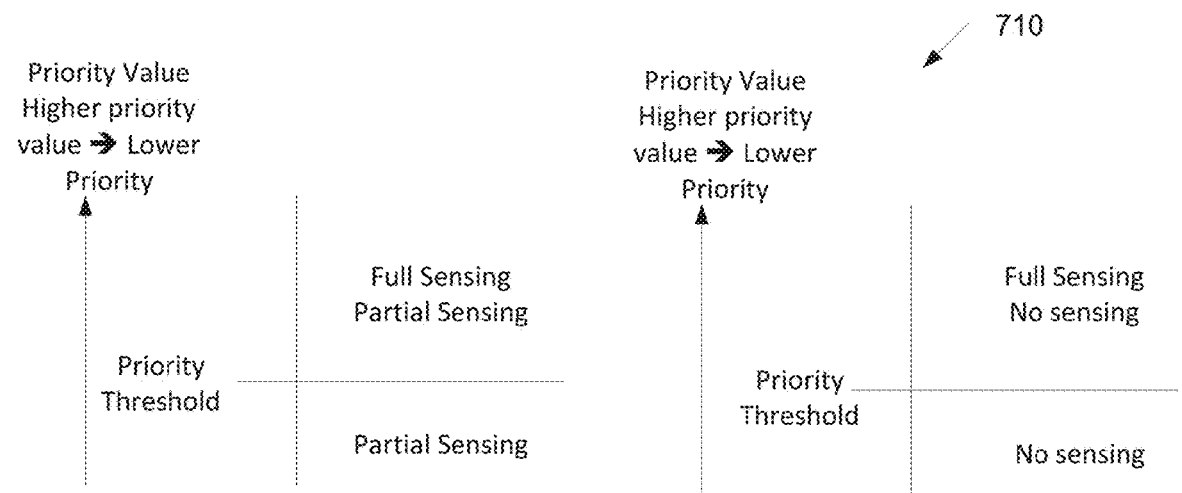 710
Priority Value
Higher priority
value ➔ Lower
Priority
Full Sensing
Partial Sensing
Priority
Threshold
Partial Sensing
Priority Value
Higher priority
value ➔ Lower
Priority
Full Sensing
No sensing
Priority
Threshold
No sensing